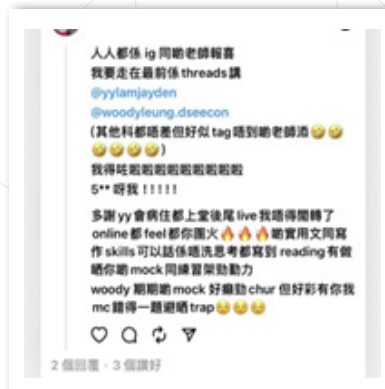 人人都係 ig 同啲老師報喜
我要走在最前係 threads 講
@yylamjayden
@woodyleung.dseecon
(其他科都唔差但好似 tag 唔到啲老師添🤣🤣
🤣🤣🤣🤣)
我得咗啦啦啦啦啦啦啦啦啦
5** 呀我 ! ! ! ! !
多謝 yy 會病住都上堂後尾 live 我唔得閒轉了
online 都 feel 都你團火🔥🔥🔥啲實用文同寫
作 skills 可以話係唔洗思考都寫到 reading 有做
晒你啲 mock 同練習架勁動力
woody 期期啲 mock 好癲勁 chur 但好彩有你我
mc 錯得一題避晒 trap
2 個回覆 · 3 個讚好